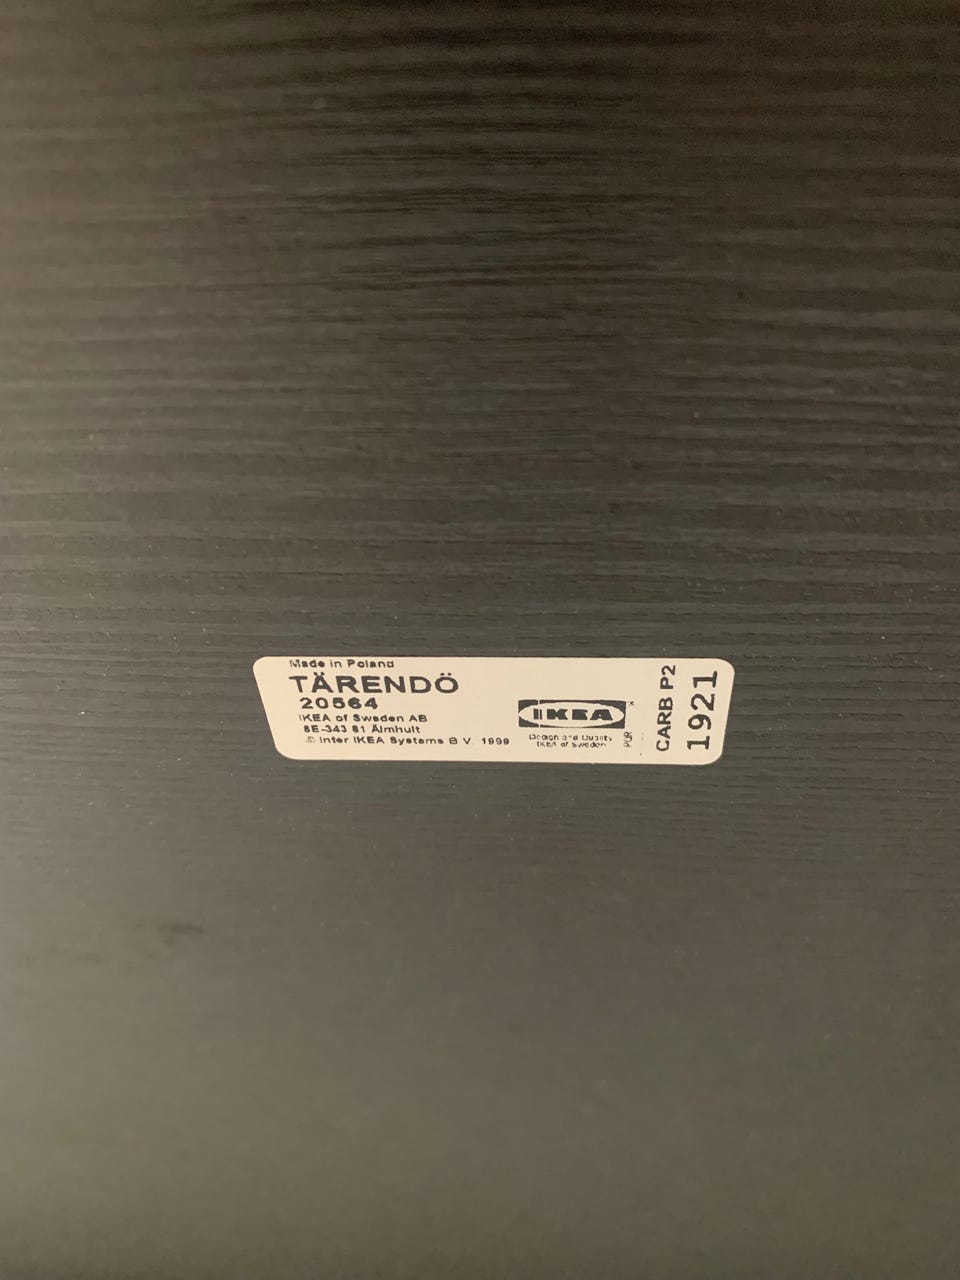 Made in Poland
TÄRENDÖ
20564
IKEA of Sweden AB
SE-343 81 Älmhult
© Inter IKEA Systems B.V. 1999
IKEA
Design and Quality
IKEA of Sweden
CARB P2
1921